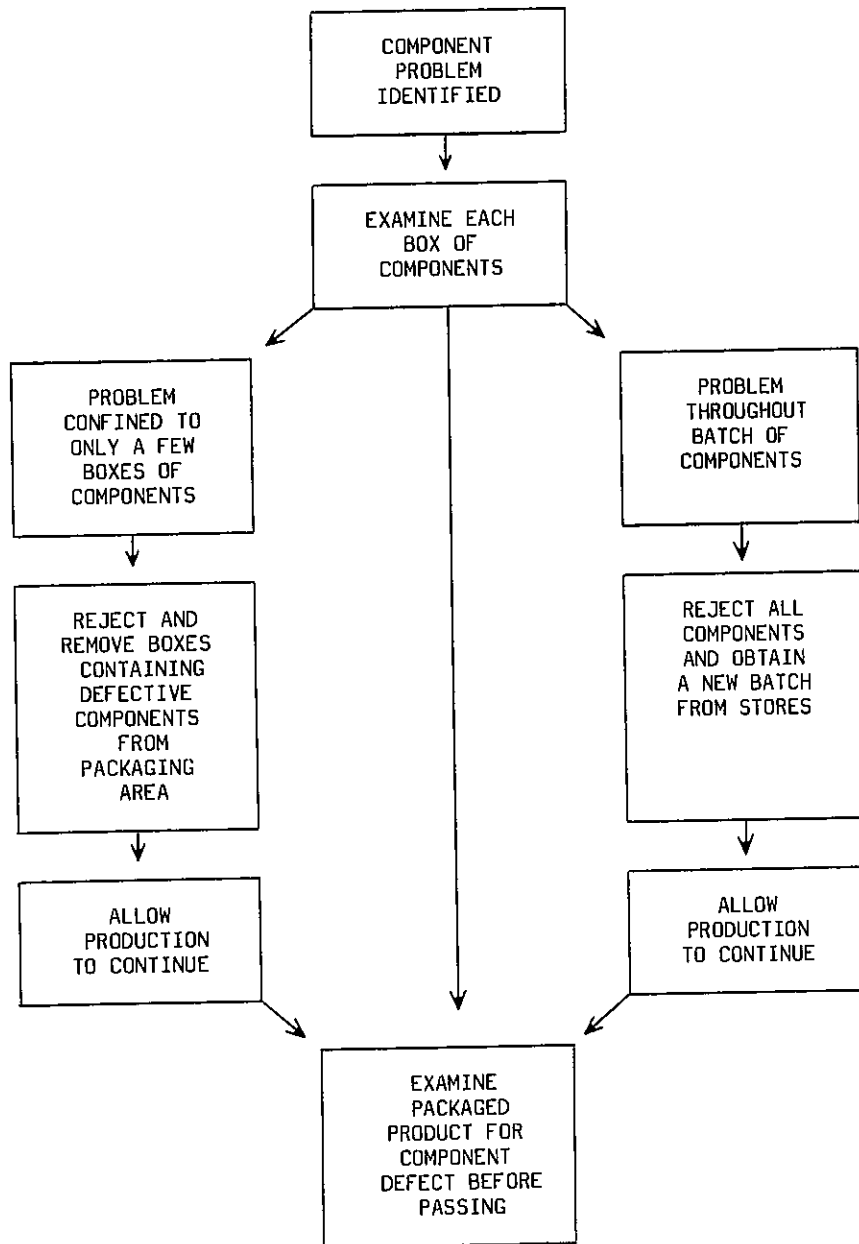 COMPONENT
PROBLEM
IDENTIFIED
EXAMINE EACH
BOX OF
COMPONENTS
PROBLEM
CONFINED TO
ONLY A FEW
BOXES OF
COMPONENTS
PROBLEM
THROUGHOUT
BATCH OF
COMPONENTS
REJECT AND
REMOVE BOXES
CONTAINING
DEFECTIVE
COMPONENTS
FROM
PACKAGING
AREA
REJECT ALL
COMPONENTS
AND OBTAIN
A NEW BATCH
FROM STORES
ALLOW
PRODUCTION
TO CONTINUE
ALLOW
PRODUCTION
TO CONTINUE
EXAMINE
PACKAGED
PRODUCT FOR
COMPONENT
DEFECT BEFORE
PASSING